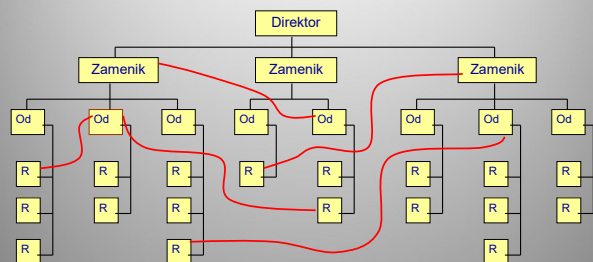 Direktor
Zamenik Zamenik Zamenik
Od Od Od Od Od Od Od Od
R R R R R R R R
R R R R R R R
R R R